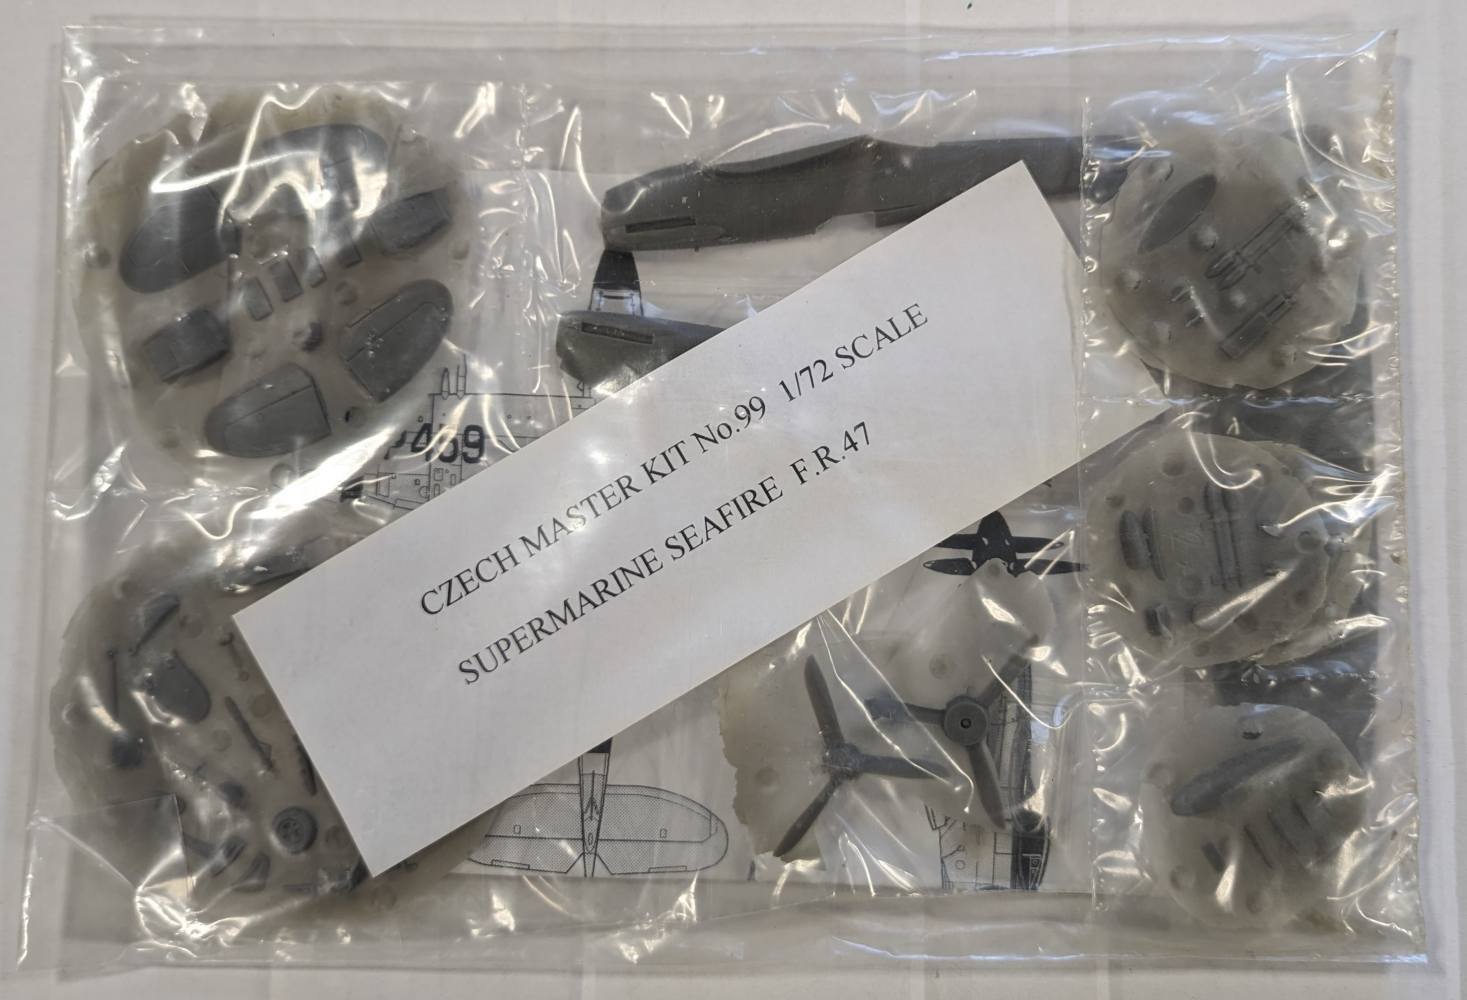 CZECH MASTER KIT No.99 1/72 SCALE
SUPERMARINE SEAFIRE F.R.47